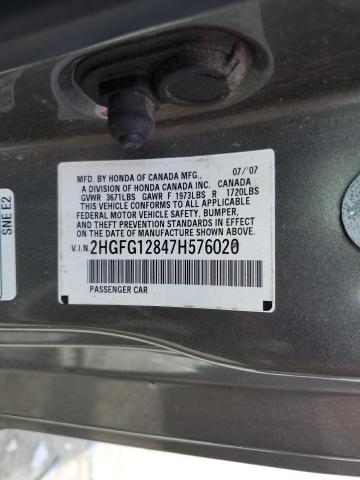 MFD. BY HONDA OF CANADA MFG., 07/'07
A DIVISION OF HONDA CANADA INC. CANADA
GVWR 3671LBS GAWR F 1973LBS R 1720LBS
THIS VEHICLE CONFORMS TO ALL APPLICABLE
FEDERAL MOTOR VEHICLE SAFETY, BUMPER,
AND THEFT PREVENTION STANDARDS IN EFFECT
ON THE DATE OF MANUFACTURE SHOWN ABOVE.
V.I.N. 2HGFG12847H576020
PASSENGER CAR
SNE E2